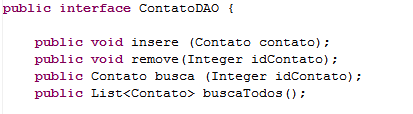 public interface ContatoDAO {
public void insere (Contato contato);
public void remove(Integer idContato);
public Contato busca (Integer idContato);
public List<Contato> buscaTodos();